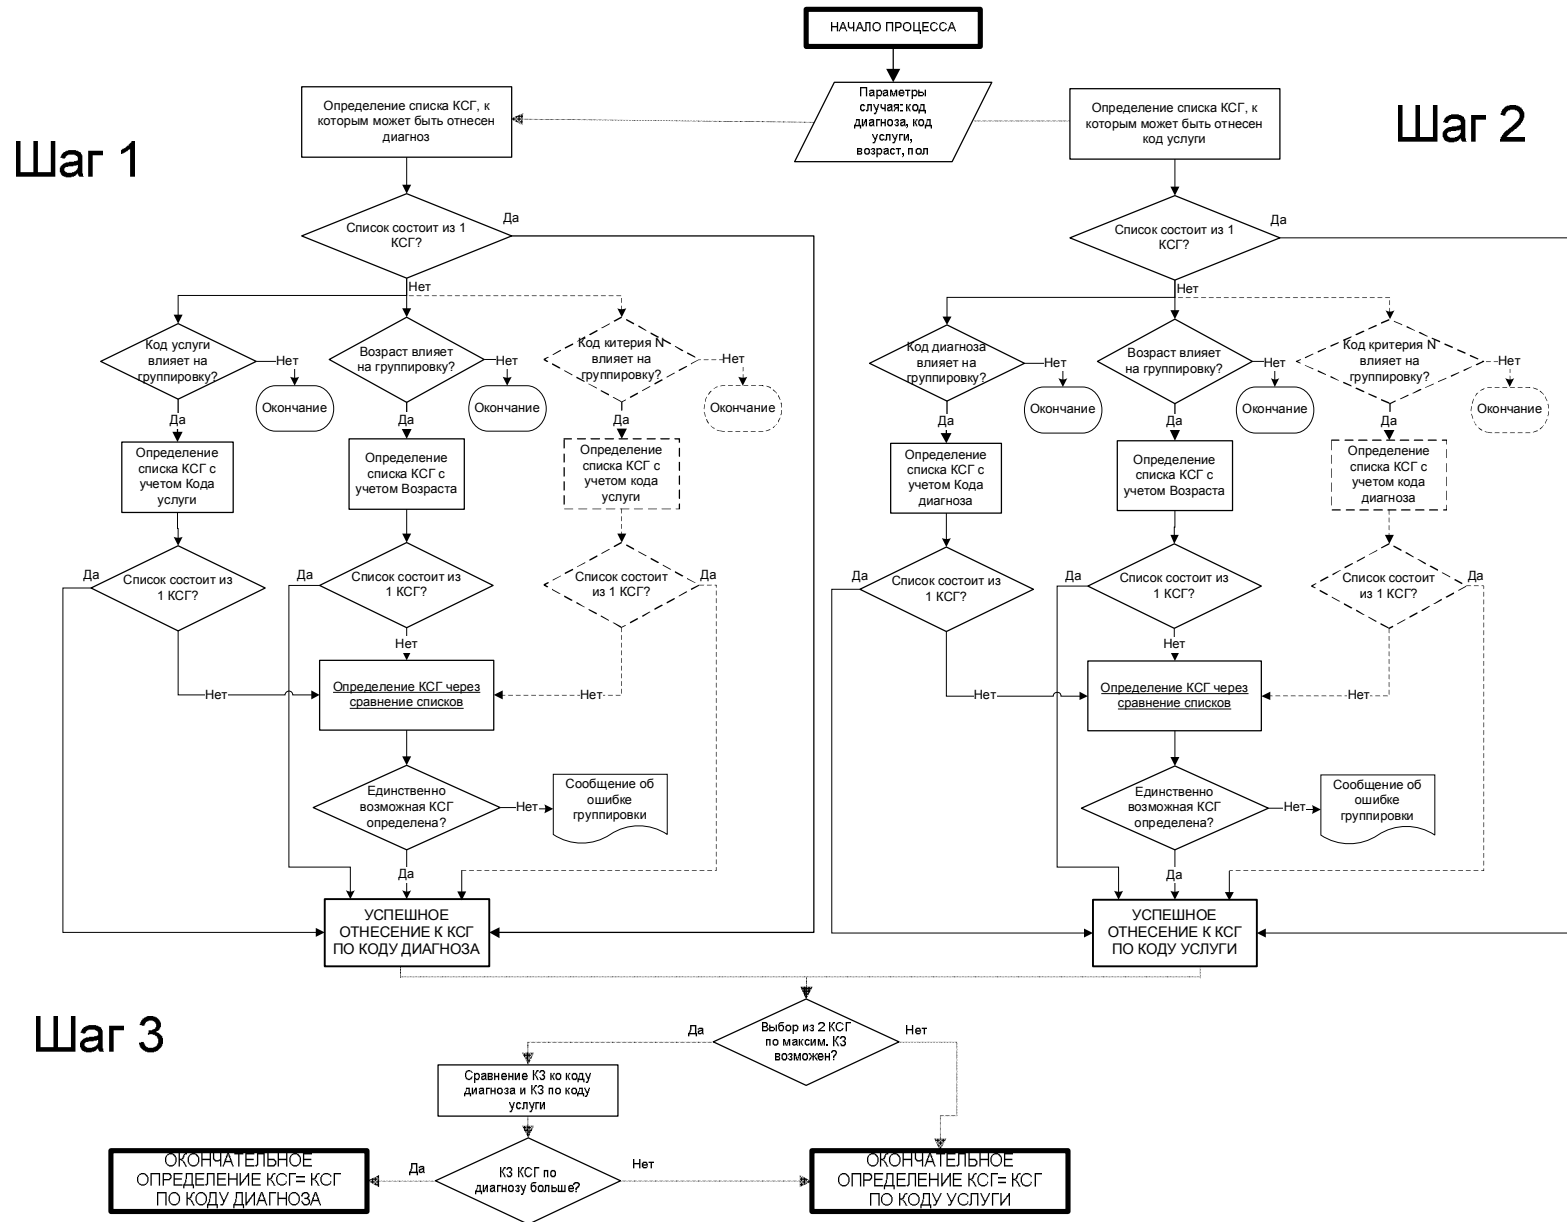 НАЧАЛО ПРОЦЕССА
Параметры
случая: код
диагноза, код
услуги,
возраст, пол
Шаг 1
Определение списка КСГ, к
которым может быть отнесен
диагноз
Да
Список состоит из 1
КСГ?
Нет
Код услуги
влияет на
группировку?
Нет
Окончание
Да
Возраст влияет
на группировку?
Нет
Окончание
Да
Код китерия N
влияет на
группировку?
Нет
Окончание
Да
Определение
списка КСГ с
учетом Кода
услуги
Определение
списка КСГ с
учетом Возраста
Определение
списка КСГ с
учетом кода
услуги
Да
Список состоит из
1 КСГ?
Нет
Да
Список состоит из
1 КСГ?
Нет
Список состоит
из 1 КСГ?
Да
Нет
Определение КСГ через
сравнение списков
Единственно
возможная КСГ
определена?
Нет
Сообщение об
ошибке
группировки
Да
УСПЕШНОЕ
ОТНЕСЕНИЕ К КСГ
ПО КОДУ ДИАГНОЗА
Шаг 2
Определение списка КСГ, к
которым может быть отнесен
код услуги
Да
Список состоит из 1
КСГ?
Нет
Код диагноза
влияет на
группировку?
Нет
Окончание
Да
Возраст влияет
на группировку?
Нет
Окончание
Да
Код критерия N
влияет на
группировку?
Нет
Окончание
Да
Определение
списка КСГ с
учетом Кода
диагноза
Определение
списка КСГ с
учетом Возраста
Определение
списка КСГ с
учетом кода
диагноза
Да
Список состоит из
1 КСГ?
Нет
Да
Список состоит из
1 КСГ?
Нет
Список состоит
из 1 КСГ?
Да
Нет
Определение КСГ через
сравнение списков
Единственно
возможная КСГ
определена?
Нет
Сообщение об
ошибке
группировки
Да
УСПЕШНОЕ
ОТНЕСЕНИЕ К КСГ
ПО КОДУ УСЛУГИ
Шаг 3
Да
Выбор из 2 КСГ
по максим. КЗ
возможен?
Нет
Сравнение КЗ ко коду
диагноза и КЗ по коду
услуги
ОКОНЧАТЕЛЬНОЕ
ОПРЕДЕЛЕНИЕ КСГ= КСГ
ПО КОДУ ДИАГНОЗА
Да
КЗ КСГ по
диагнозу больше?
Нет
ОКОНЧАТЕЛЬНОЕ
ОПРЕДЕЛЕНИЕ КСГ= КСГ
ПО КОДУ УСЛУГИ